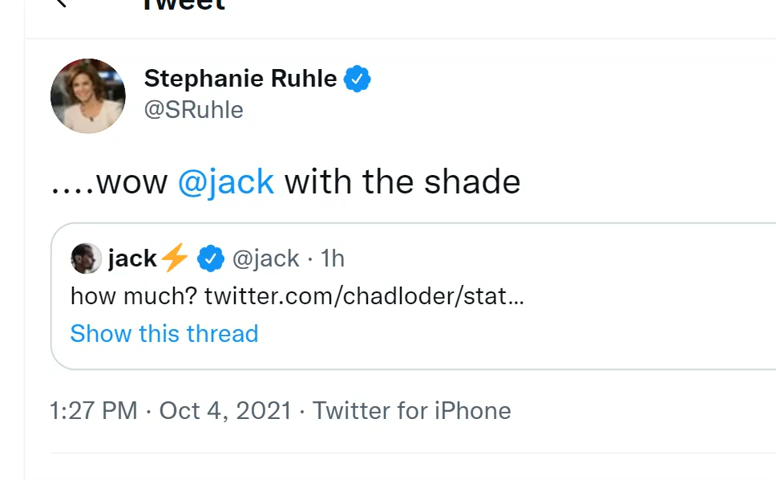 Tweet
Stephanie Ruhle
@SRuhle
....wow @jack with the shade
jack⚡ @jack · 1h
how much? twitter.com/chadloder/stat...
Show this thread
1:27 PM · Oct 4, 2021 · Twitter for iPhone